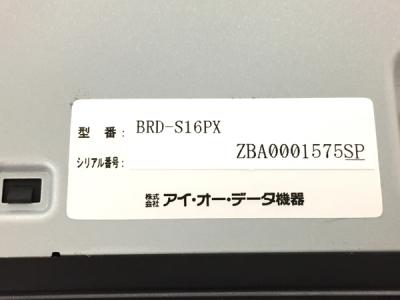 型 番: BRD-S16PX
シリアル番号: ZBA0001575SP
株式会社 アイ・オー・データ機器